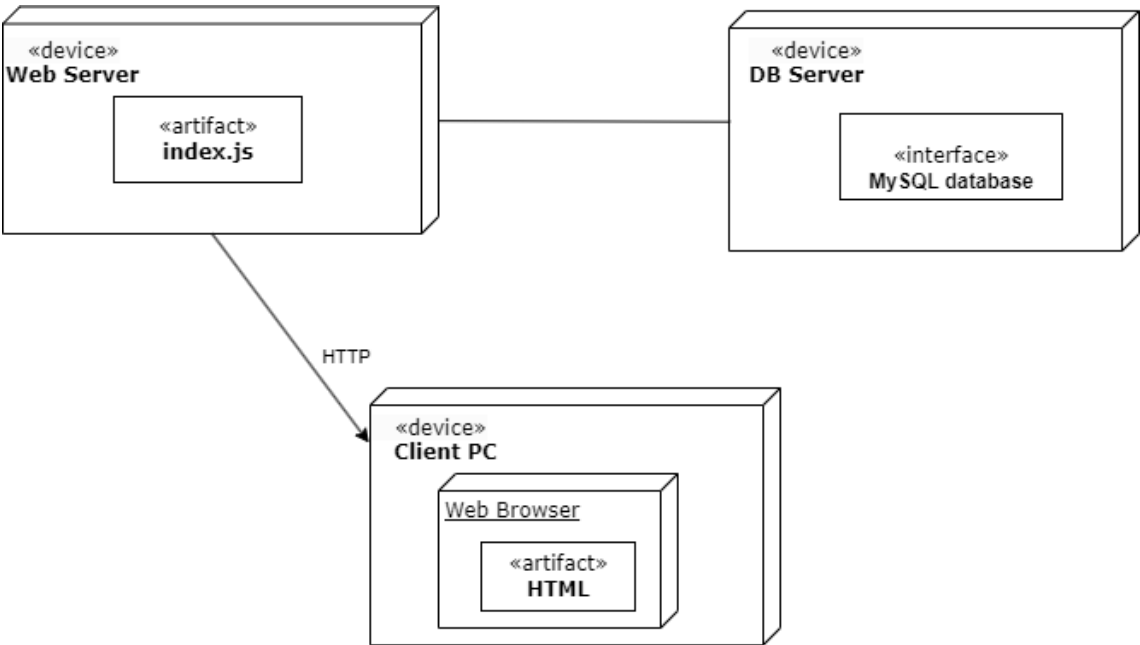 «device»
Web Server
«artifact»
index.js
«device»
DB Server
«interface»
MySQL database
HTTP
«device»
Client PC
Web Browser
«artifact»
HTML